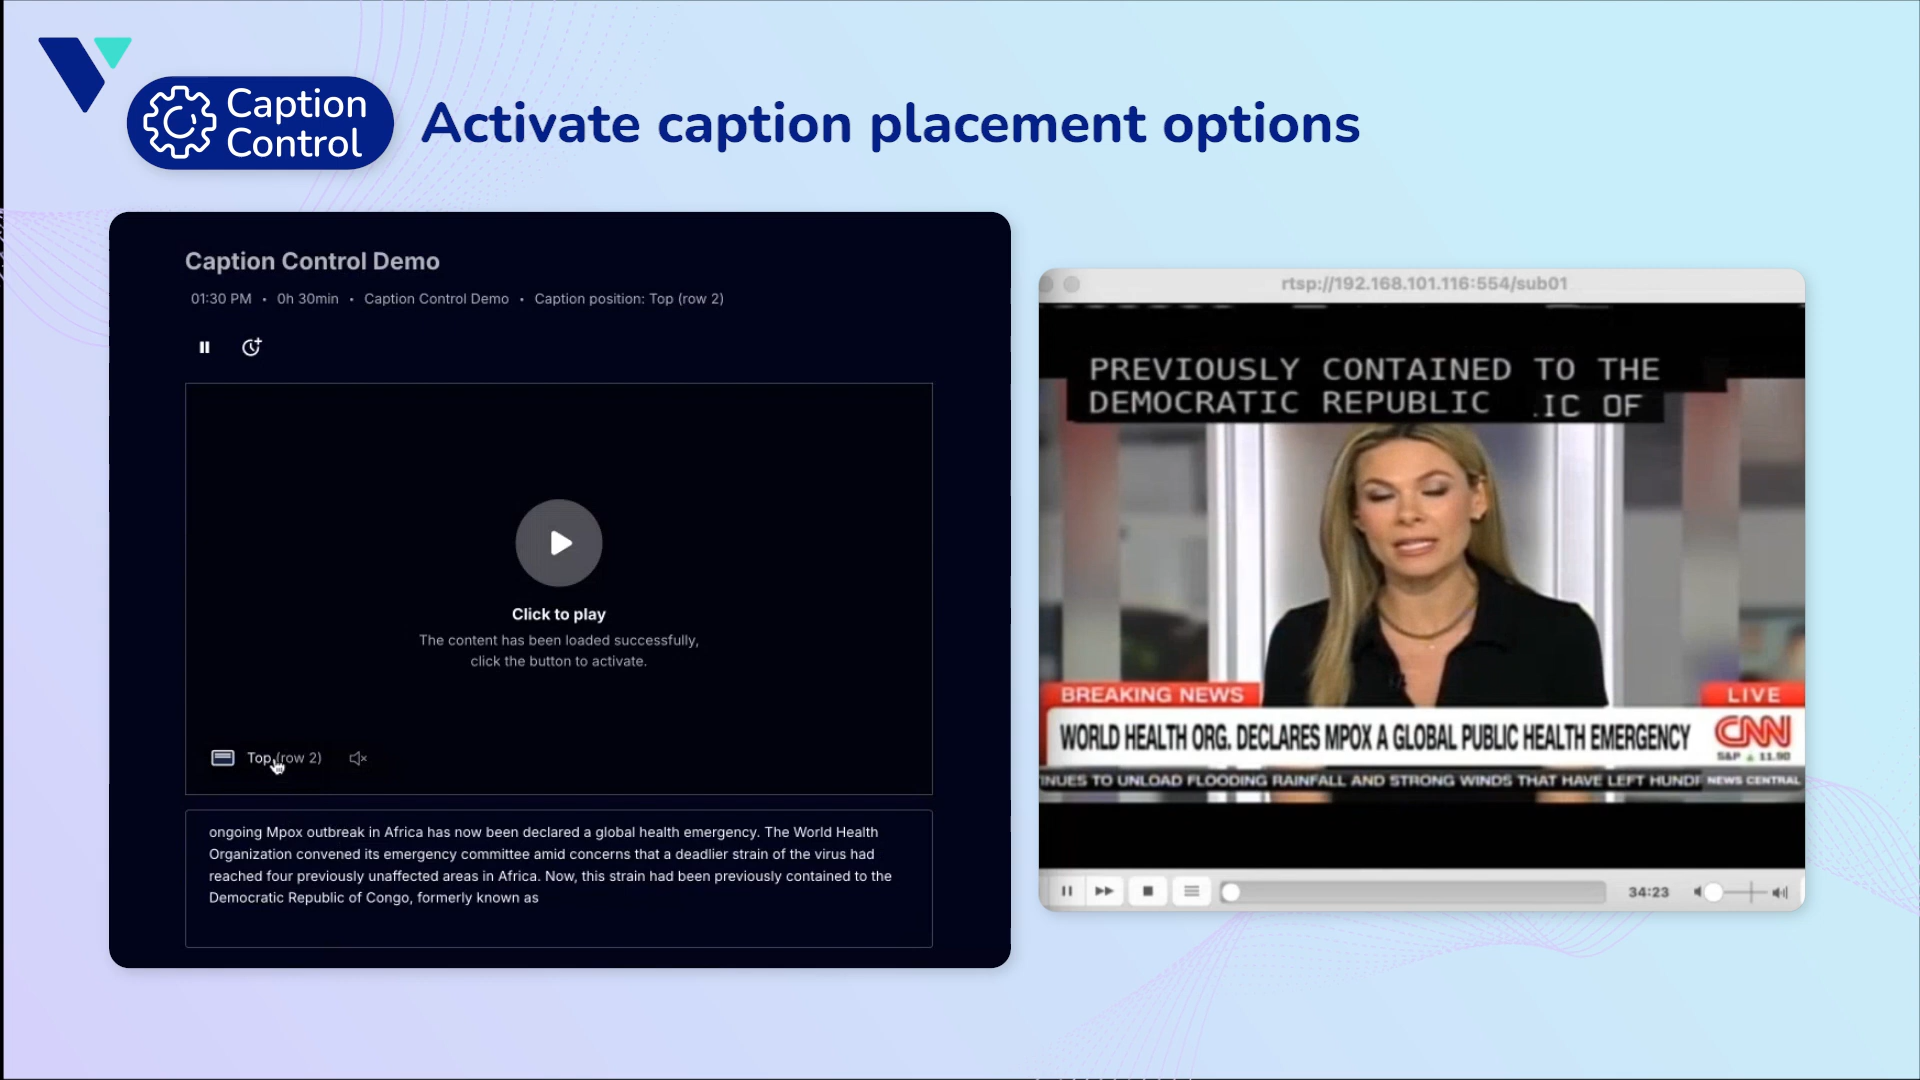 Caption
Control
Activate caption placement options
Caption Control Demo
01:30 PM • 0h 30min • Caption Control Demo • Caption position: Top (row 2)
Click to play
The content has been loaded successfully,
click the button to activate.
Top (row 2)
ongoing Mpox outbreak in Africa has now been declared a global health emergency. The World Health
Organization convened its emergency committee amid concerns that a deadlier strain of the virus had
reached four previously unaffected areas in Africa. Now, this strain had been previously contained to the
Democratic Republic of Congo, formerly known as
rtsp://192.168.101.116:554/sub01
PREVIOUSLY CONTAINED TO THE
DEMOCRATIC REPUBLIC .IC OF
BREAKING NEWS
LIVE
WORLD HEALTH ORG. DECLARES MPOX A GLOBAL PUBLIC HEALTH EMERGENCY
CNN
S&P ▲ 11.90
INUES TO UNLOAD FLOODING RAINFALL AND STRONG WINDS THAT HAVE LEFT HUNDR
NEWS CENTRAL
34:23